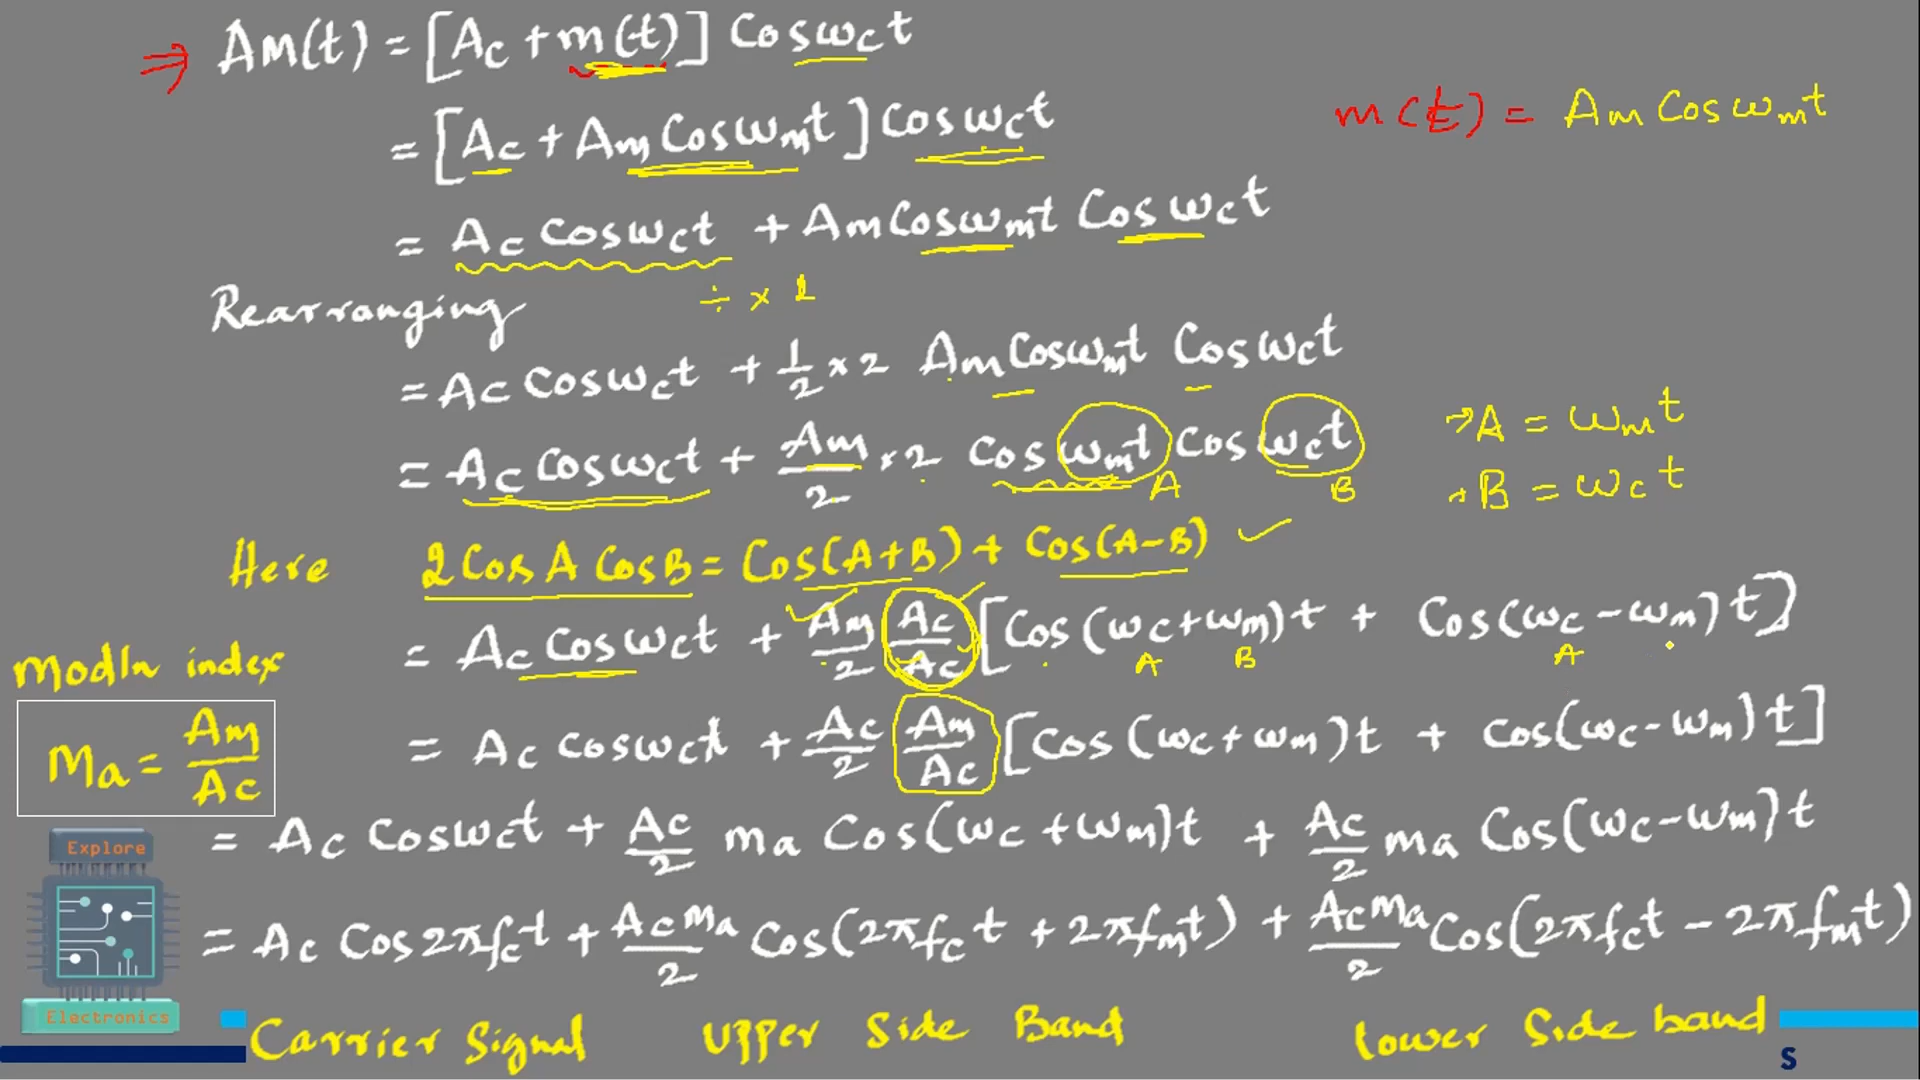 ⇒ AM(t) = [Ac + m(t)] Cosωct
m(t) = Am Cosωmt
= [Ac + Am Cosωmt] Cosωct
= Ac Cosωct + Am Cosωmt Cosωct
÷ × 2
Rearranging
= Ac Cosωct + 1/2 × 2 Am Cosωmt Cosωct
= Ac Cosωct + Am/2 × 2 Cos ωmt Cos ωct
A B
→ A = ωmt
→ B = ωct
Here 2 Cos A Cos B = Cos(A+B) + Cos(A-B) ✓
= Ac Cosωct + Am/2 Ac/Ac [Cos(ωc+ωm)t + Cos(ωc-ωm)t]
A B A
Modln index
Ma = Am/Ac
= Ac Cosωct + Ac/2 Am/Ac [Cos(ωc+ωm)t + Cos(ωc-ωm)t]
= Ac Cosωct + Ac/2 ma Cos(ωc+ωm)t + Ac/2 ma Cos(ωc-ωm)t
= Ac Cos2πfct + Acma/2 Cos(2πfct + 2πfmt) + Acma/2 Cos(2πfct - 2πfmt)
Carrier Signal Upper Side Band Lower Side band
Explore
Electronics
S